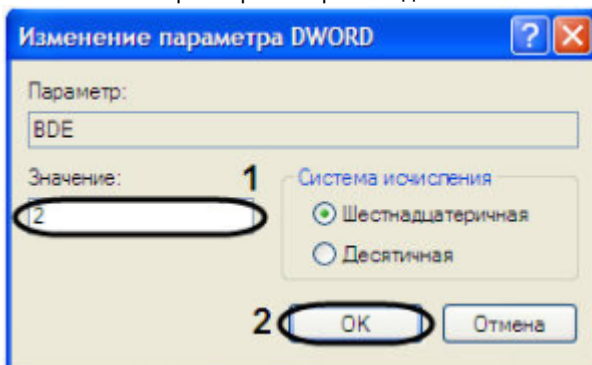 Изменение параметра DWORD
Параметр:
BDE
Значение:
1
2
Система исчисления
Шестнадцатеричная
Десятичная
2
OK
Отмена